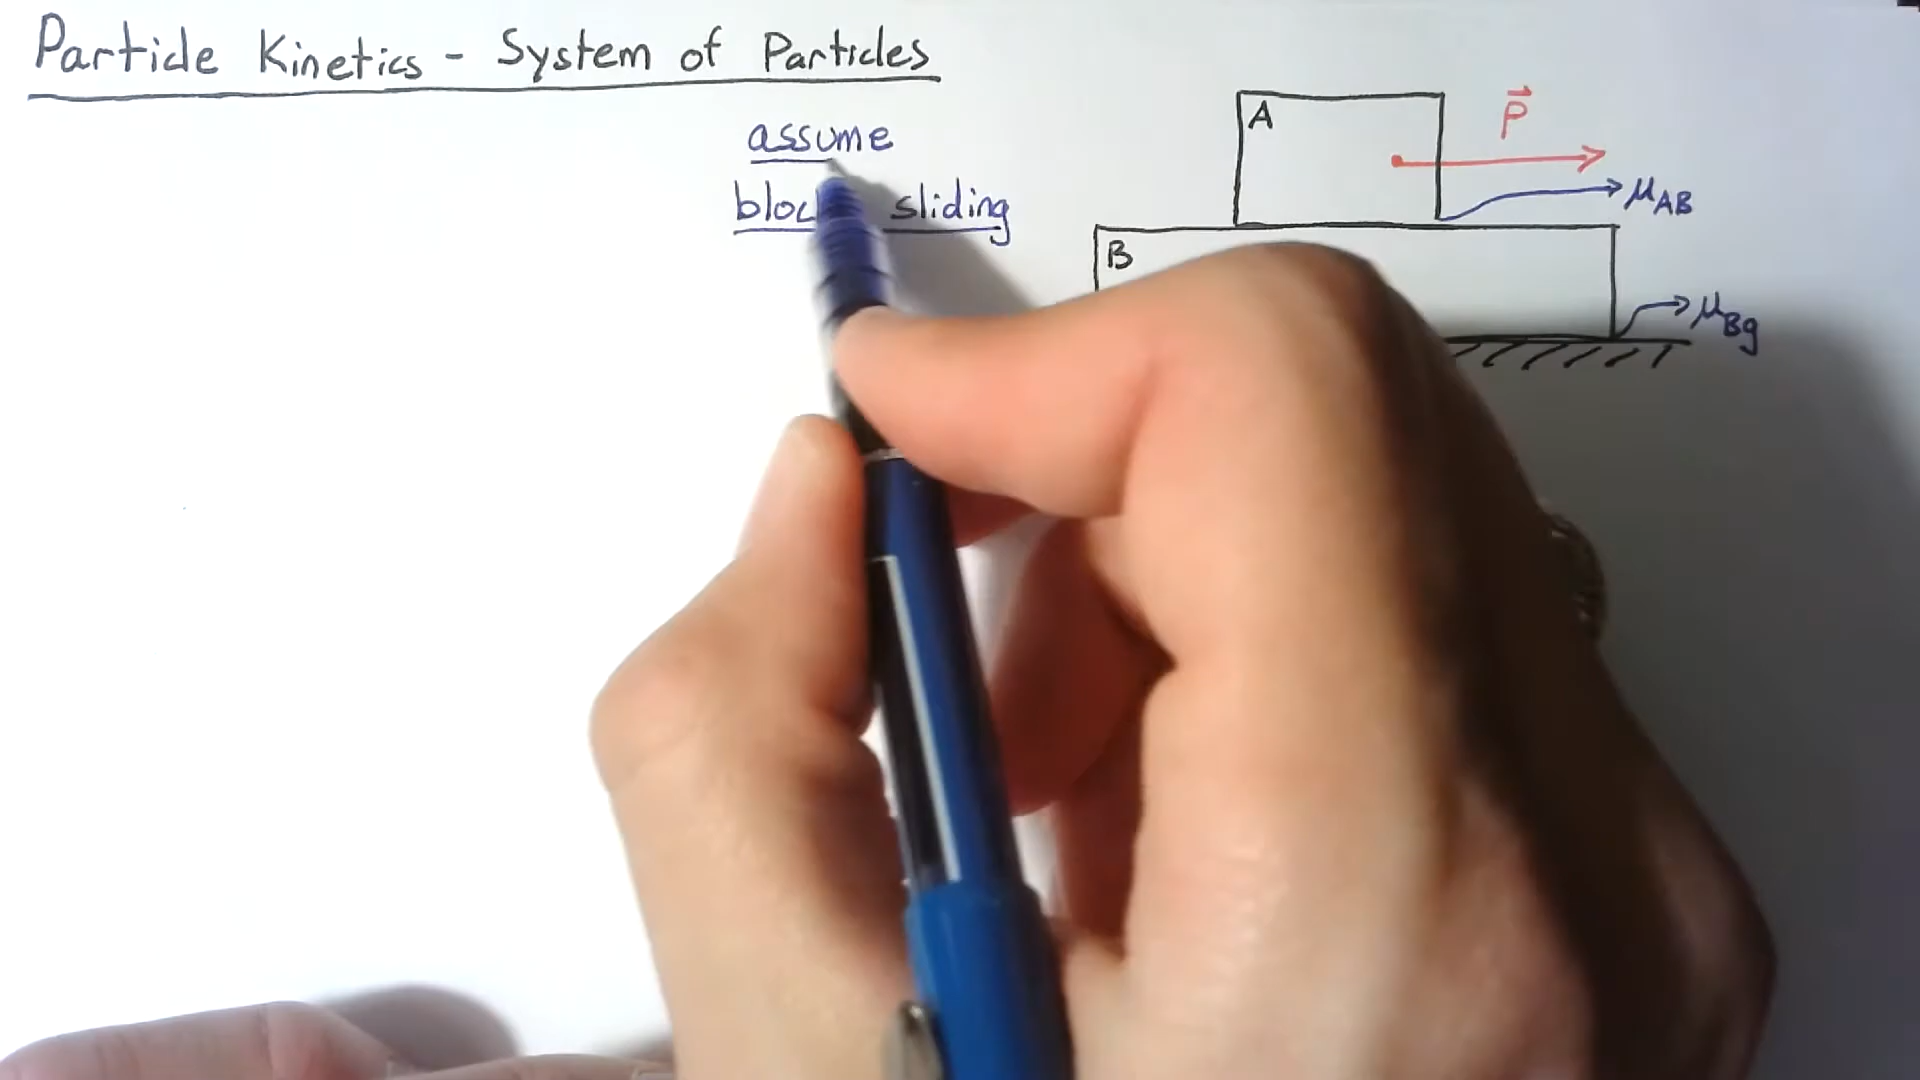 Particle Kinetics - System of Particles
assume
sliding
A
P
μAB
B
μBg